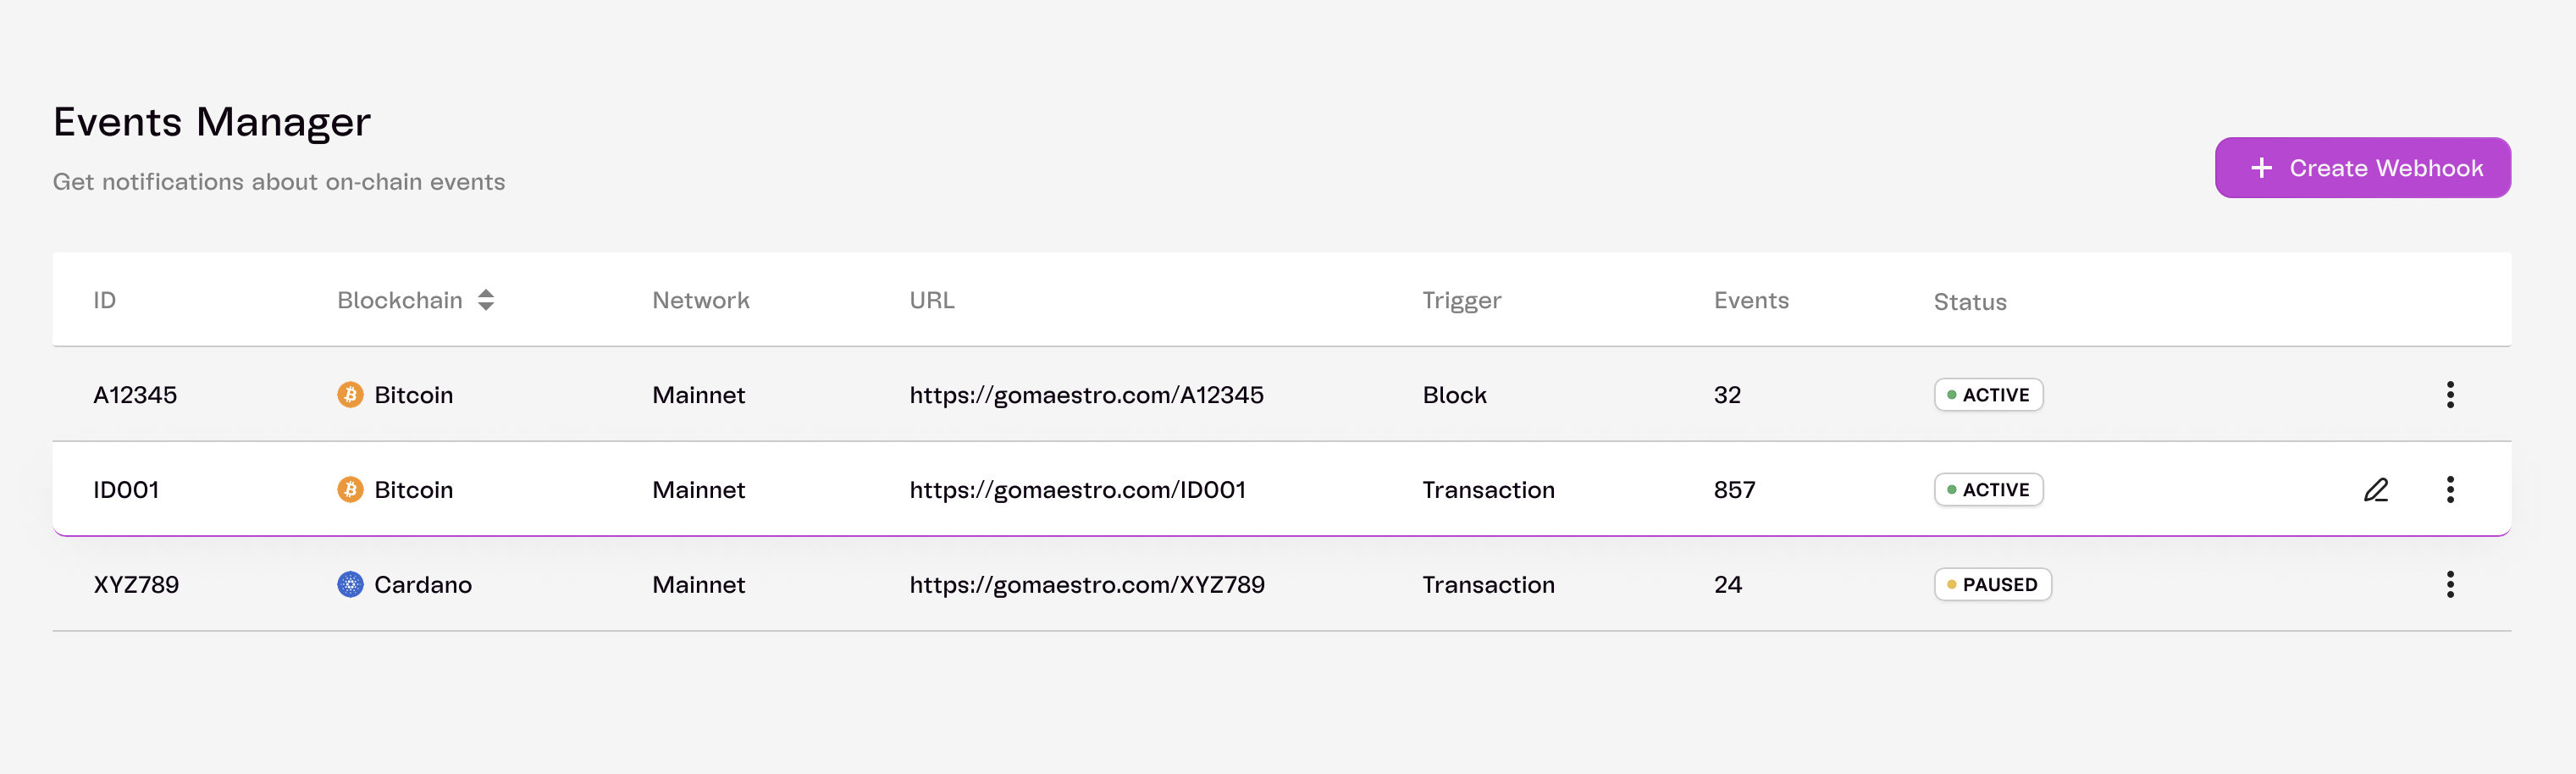 Events Manager
Get notifications about on-chain events
+ Create Webhook
ID Blockchain Network URL Trigger Events Status
A12345 Bitcoin Mainnet https://gomaestro.com/A12345 Block 32 ACTIVE
ID001 Bitcoin Mainnet https://gomaestro.com/ID001 Transaction 857 ACTIVE
XYZ789 Cardano Mainnet https://gomaestro.com/XYZ789 Transaction 24 PAUSED